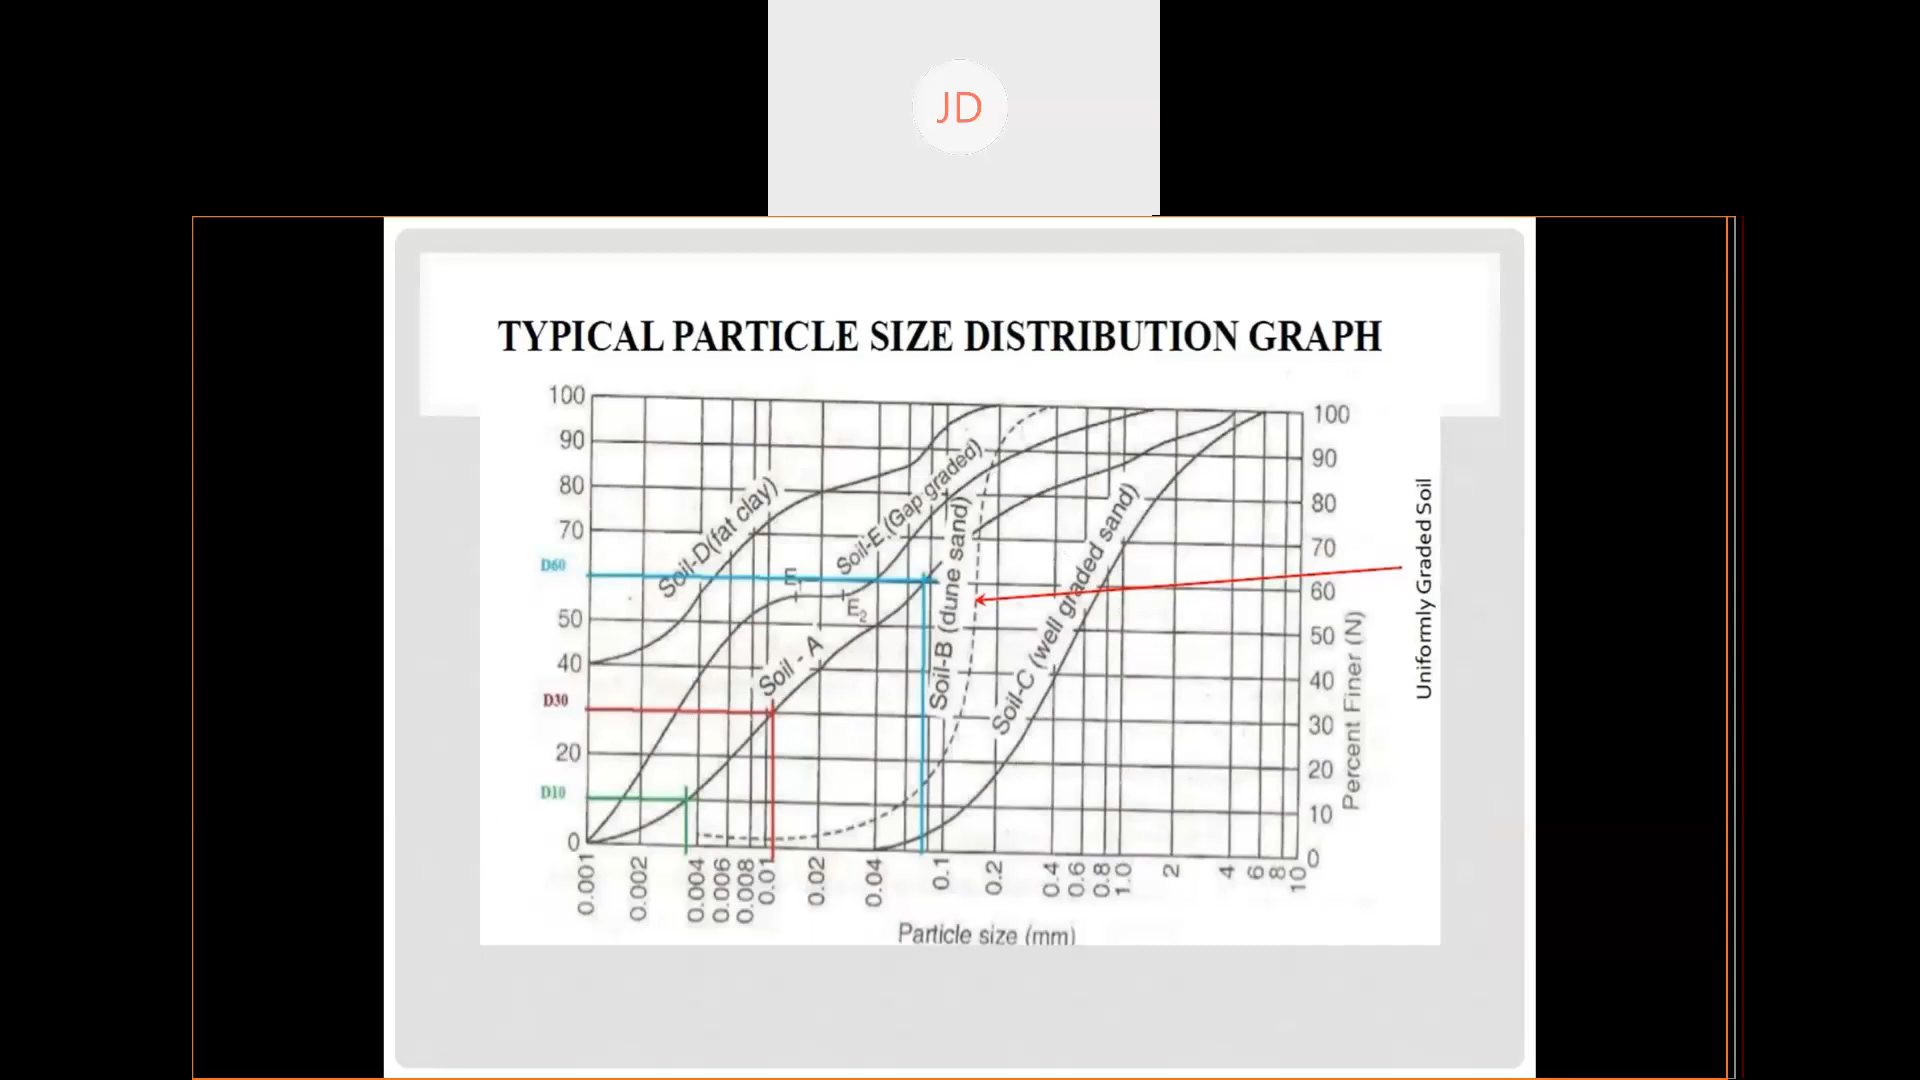 JD
TYPICAL PARTICLE SIZE DISTRIBUTION GRAPH
100
90
80
70
D60
50
40
D30
20
D10
0
Soil-D(fat clay)
Soil-E (Gap graded)
E1
E2
Soil - A
Soil-B (dune sand)
Soil-C (well graded sand)
100
90
80
70
60
50
40
30
20
10
0
Percent Finer (N)
Uniformly Graded Soil
0.001
0.002
0.004
0.006
0.008
0.01
0.02
0.04
0.1
0.2
0.4
0.6
0.8
1.0
2
4
6
8
10
Particle size (mm)